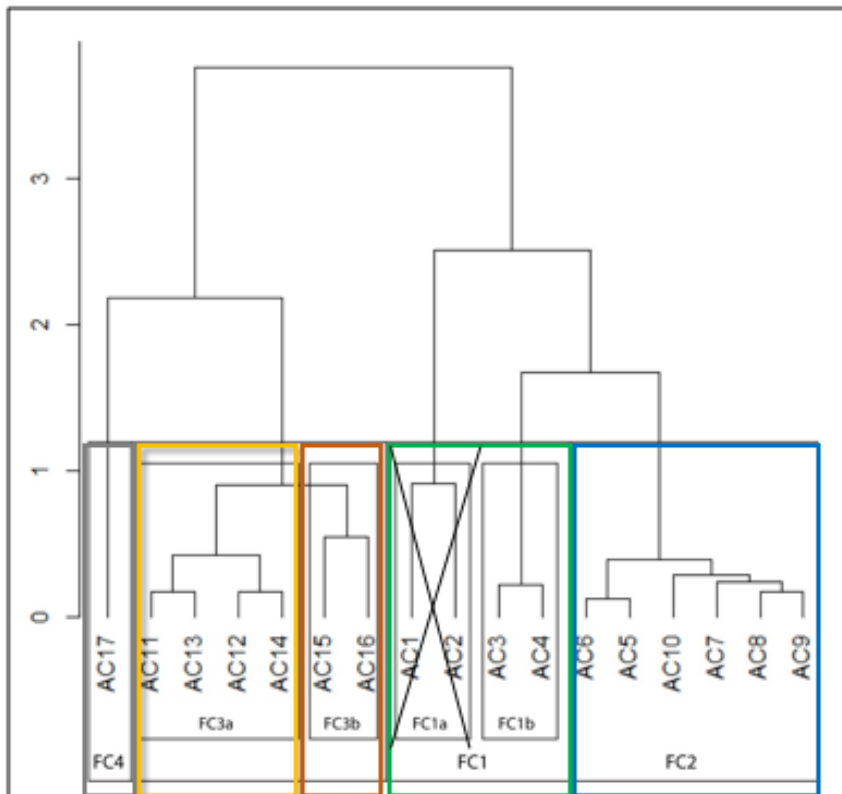 3
2
1
0
AC17
AC11
AC13
AC12
AC14
AC15
AC16
AC1
AC2
AC3
AC4
AC6
AC5
AC10
AC7
AC8
AC9
FC3a
FC3b
FC1a
FC1b
FC4
FC1
FC2